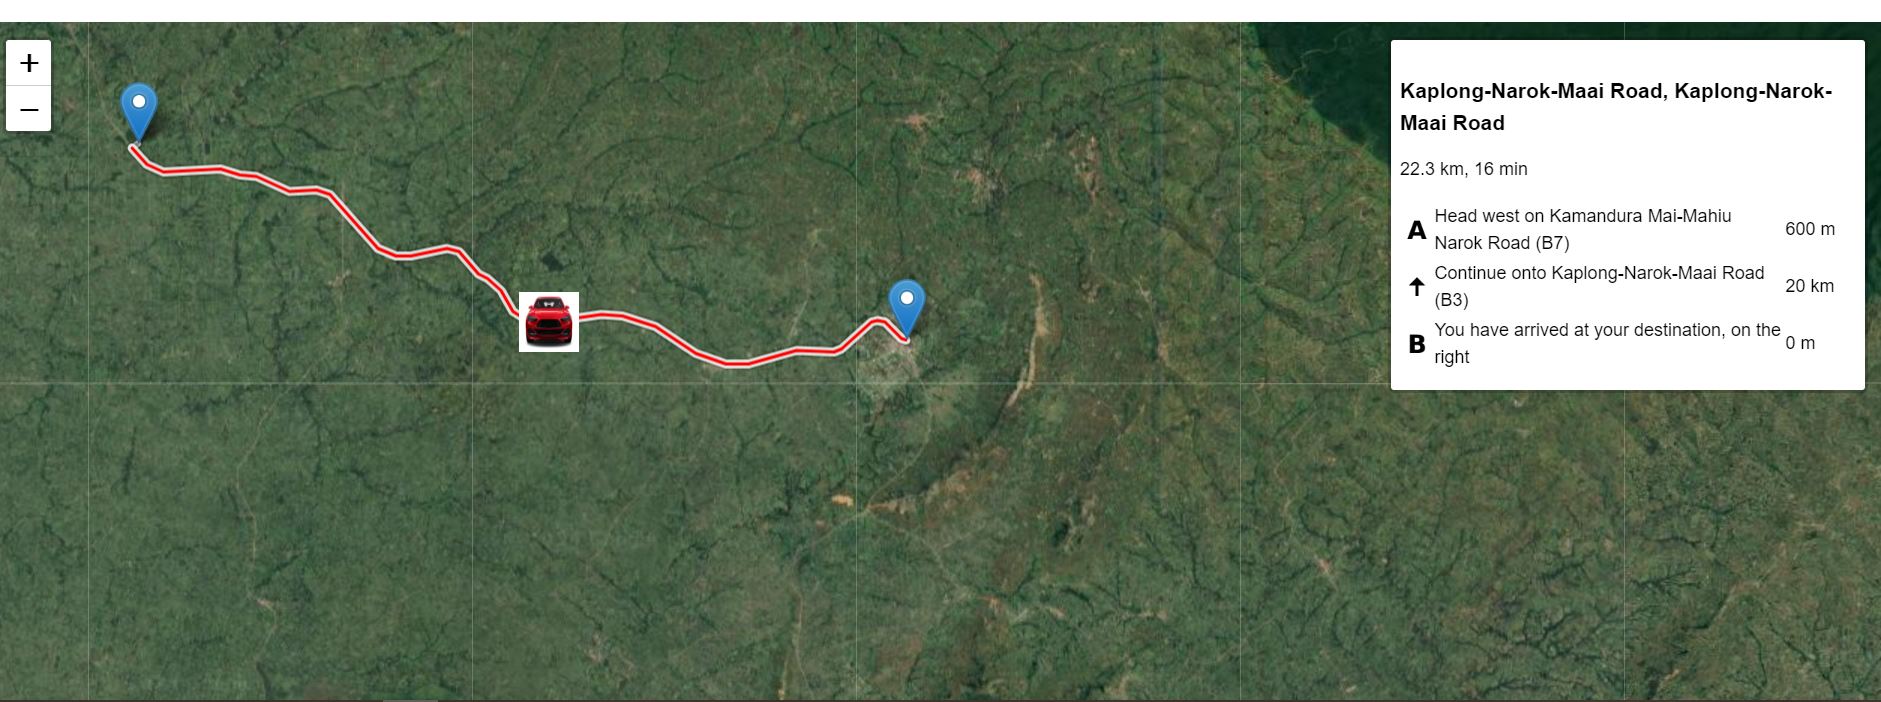 +
−
Kaplong-Narok-Maai Road, Kaplong-Narok-
Maai Road
22.3 km, 16 min
A Head west on Kamandura Mai-Mahiu
Narok Road (B7) 600 m
Continue onto Kaplong-Narok-Maai Road
(B3) 20 km
B You have arrived at your destination, on the
right 0 m